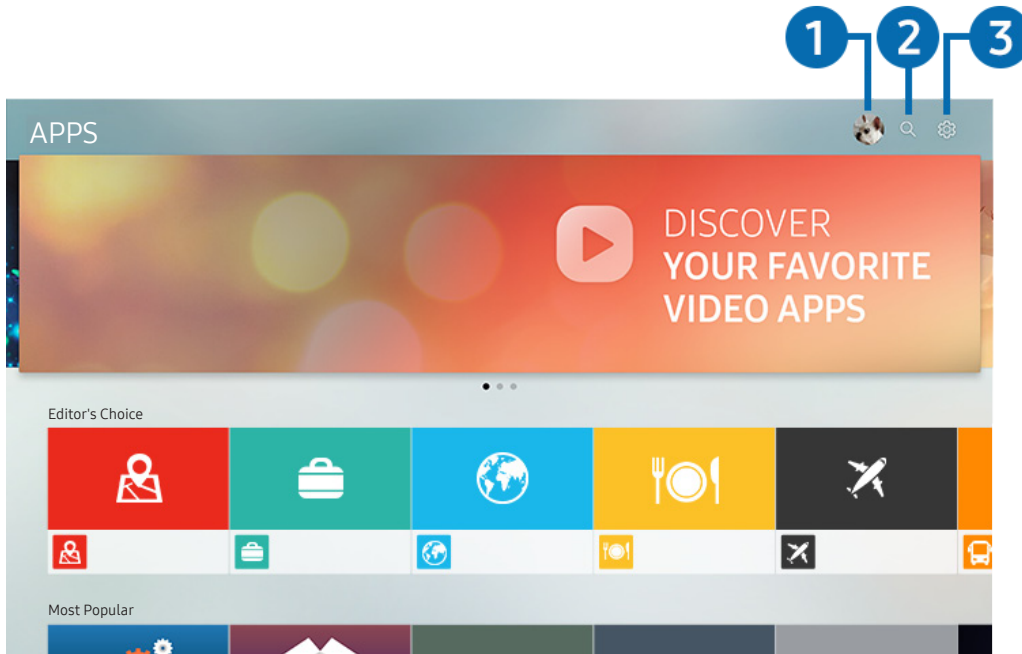 1 2 3
APPS
DISCOVER
YOUR FAVORITE
VIDEO APPS
Editor's Choice
Most Popular